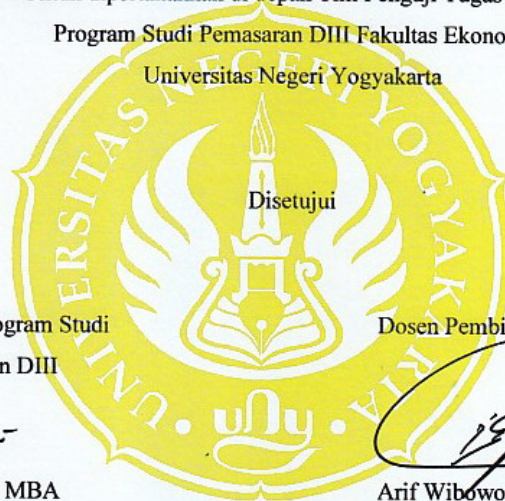 Program Studi Pemasaran DIII Fakultas Ekono
Universitas Negeri Yogyakarta
UNIVERSITAS NEGERI YOGYAKARTA
Disetujui
ogram Studi
Dosen Pembi
n DIII
uny
MBA
Arif Wibowo